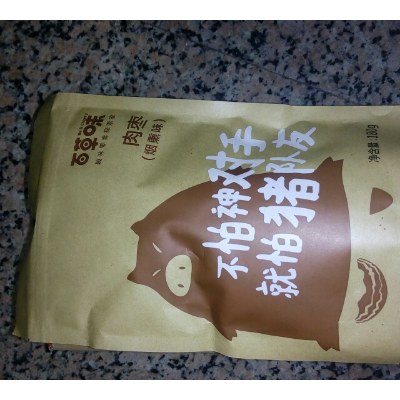 百草味
肉枣
(烟熏味)
不怕神对手
就怕猪队友
净含量:180g